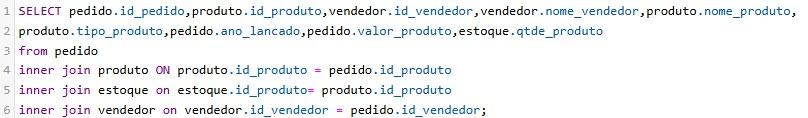 1 SELECT pedido.id_pedido,produto.id_produto,vendedor.id_vendedor,vendedor.nome_vendedor,produto.nome_produto,
2 produto.tipo_produto,pedido.ano_lancado,pedido.valor_produto,estoque.qtde_produto
3 from pedido
4 inner join produto ON produto.id_produto = pedido.id_produto
5 inner join estoque on estoque.id_produto= produto.id_produto
6 inner join vendedor on vendedor.id_vendedor = pedido.id_vendedor;